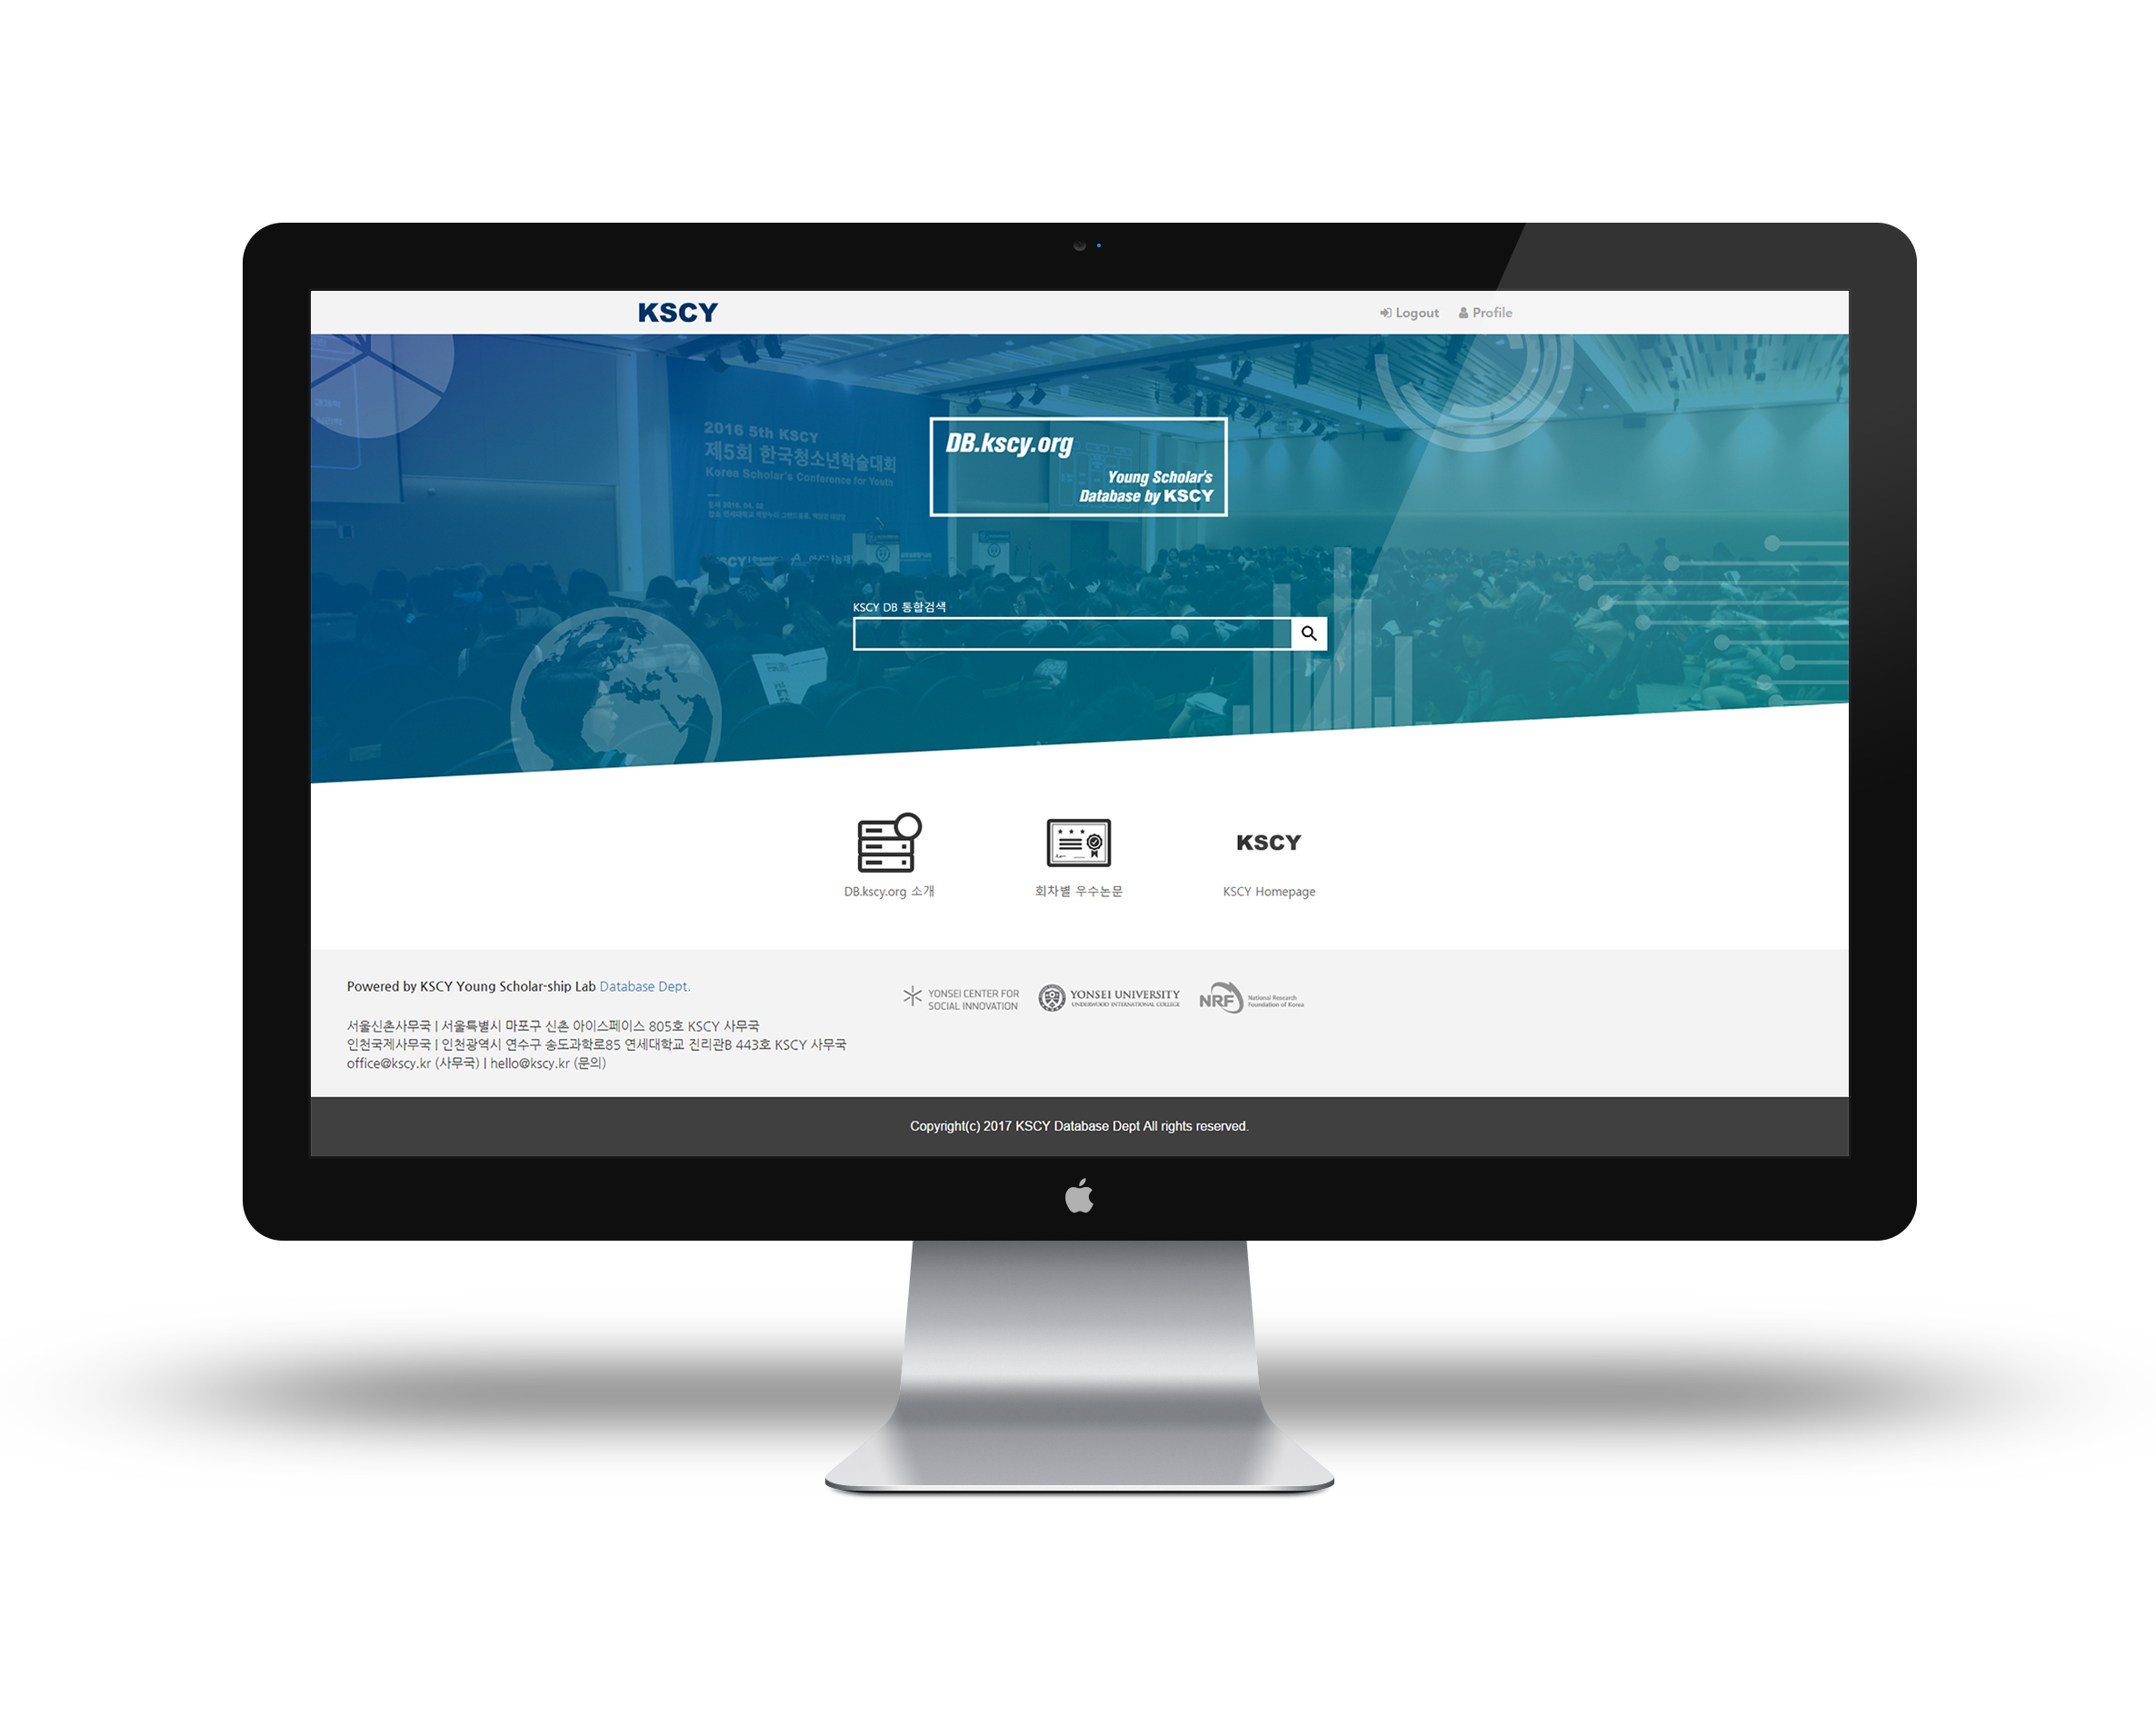 KSCY
Logout
Profile
2016 5th KSCY
제5회 한국청소년학술대회
Korea Scholar's Conference for Youth
DB.kscy.org
Young Scholar's
Database by KSCY
KSCY DB 통합검색
DB.kscy.org 소개
회차별 우수논문
KSCY
KSCY Homepage
Powered by KSCY Young Scholar-ship Lab Database Dept.
서울신촌사무국 | 서울특별시 마포구 신촌 아이스페이스 805호 KSCY 사무국
인천국제사무국 | 인천광역시 연수구 송도과학로85 연세대학교 진리관B 443호 KSCY 사무국
office@kscy.kr (사무국) | hello@kscy.kr (문의)
YONSEI CENTER FOR
SOCIAL INNOVATION
YONSEI UNIVERSITY
UNDERWOOD INTERNATIONAL COLLEGE
NRF
National Research
Foundation of Korea
Copyright(c) 2017 KSCY Database Dept All rights reserved.